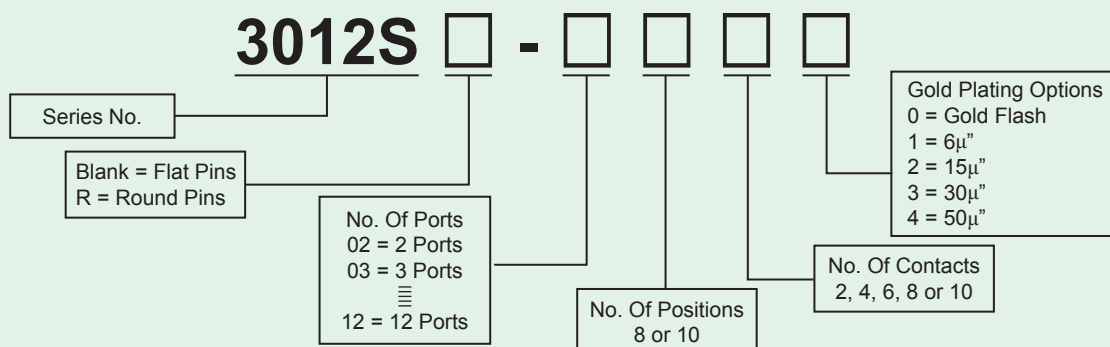 3012S □ - □ □ □ □
Series No.
Blank = Flat Pins
R = Round Pins
No. Of Ports
02 = 2 Ports
03 = 3 Ports
12 = 12 Ports
No. Of Positions
8 or 10
No. Of Contacts
2, 4, 6, 8 or 10
Gold Plating Options
0 = Gold Flash
1 = 6μ”
2 = 15μ”
3 = 30μ”
4 = 50μ”